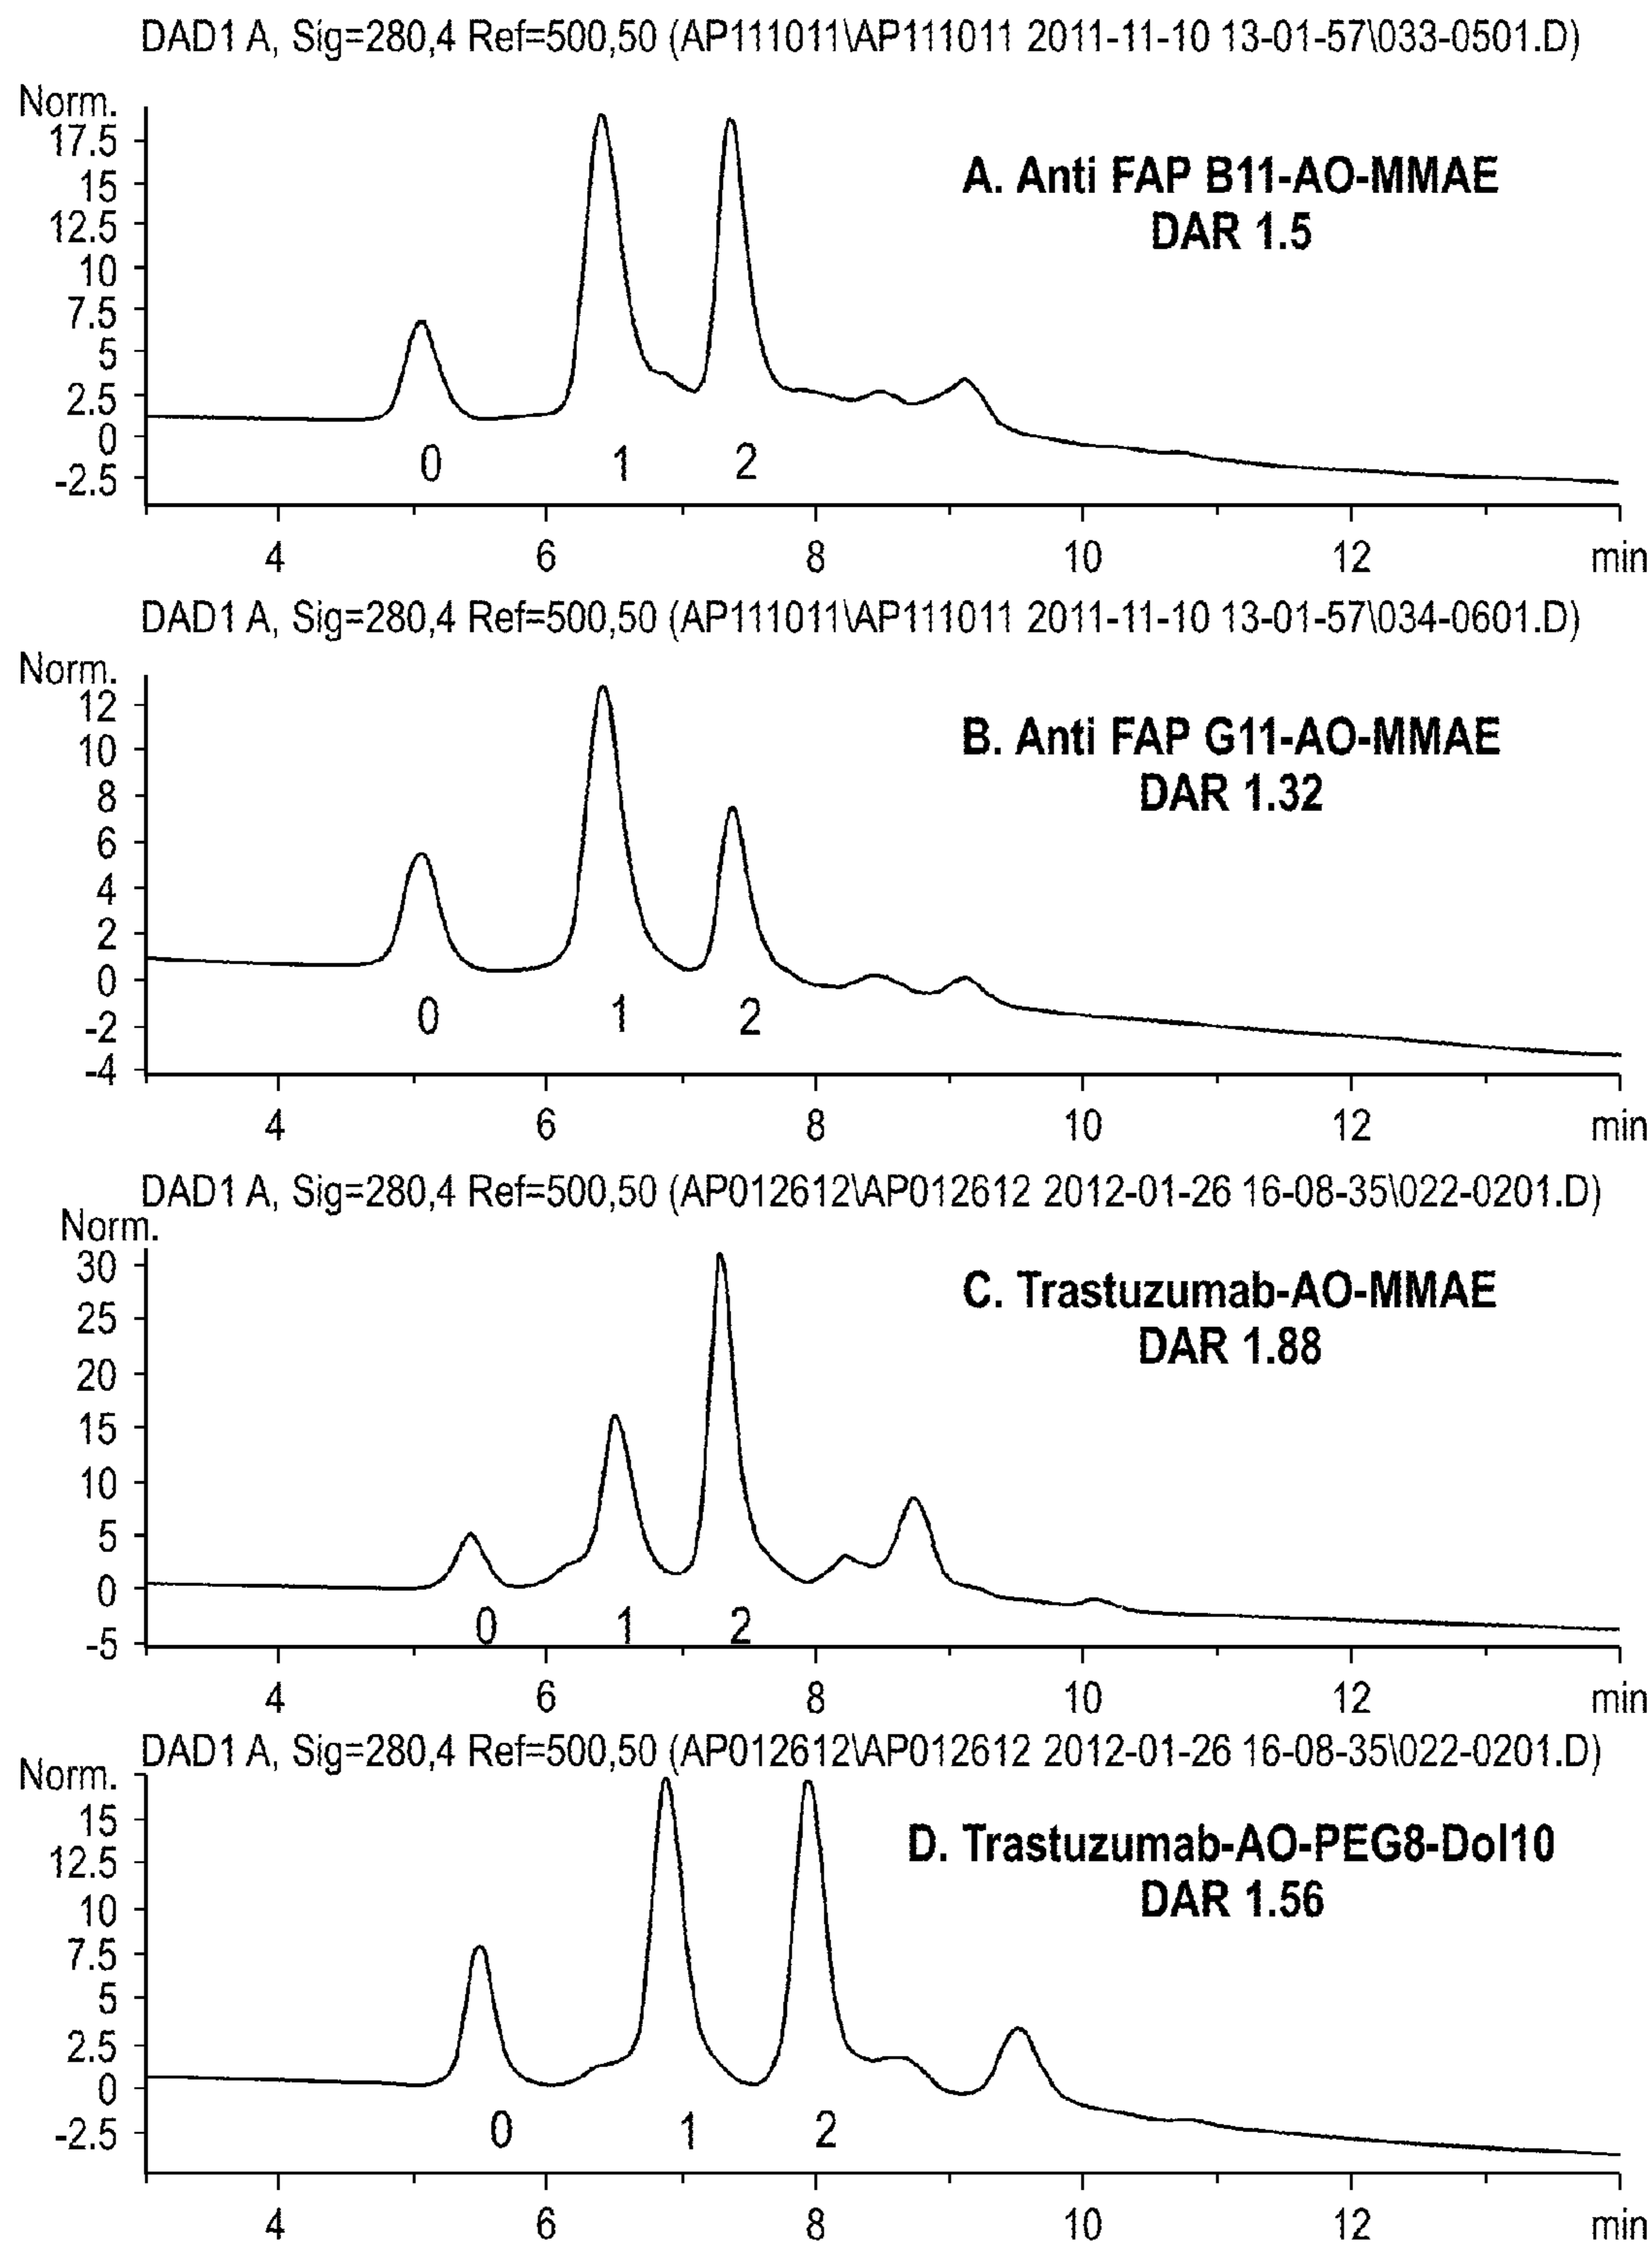 DAD1 A, Sig=280,4 Ref=500,50 (AP111011\AP111011 2011-11-10 13-01-57\033-0501.D)
Norm.
17.5
15
12.5
10
7.5
5
2.5
0
-2.5
A. Anti FAP B11-AO-MMAE
DAR 1.5
0 1 2
4 6 8 10 12 min
DAD1 A, Sig=280,4 Ref=500,50 (AP111011\AP111011 2011-11-10 13-01-57\034-0601.D)
Norm.
12
10
8
6
4
2
0
-2
-4
B. Anti FAP G11-AO-MMAE
DAR 1.32
0 1 2
4 6 8 10 12 min
DAD1 A, Sig=280,4 Ref=500,50 (AP012612\AP012612 2012-01-26 16-08-35\022-0201.D)
Norm.
30
25
20
15
10
5
0
-5
C. Trastuzumab-AO-MMAE
DAR 1.88
0 1 2
4 6 8 10 12 min
DAD1 A, Sig=280,4 Ref=500,50 (AP012612\AP012612 2012-01-26 16-08-35\022-0201.D)
Norm.
15
12.5
10
7.5
5
2.5
0
-2.5
D. Trastuzumab-AO-PEG8-Dol10
DAR 1.56
0 1 2
4 6 8 10 12 min